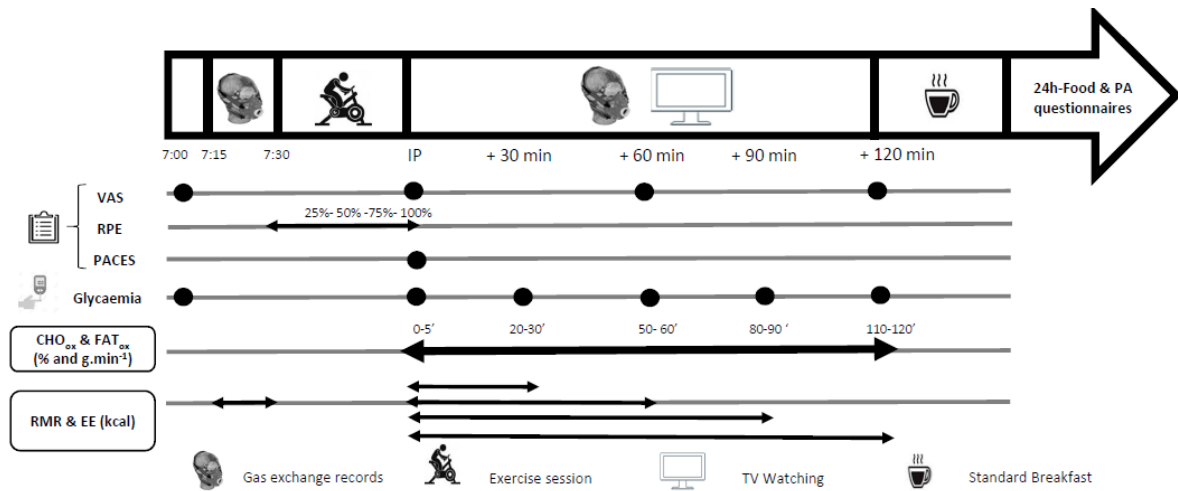 24h-Food & PA
questionnaires
7:00 7:15 7:30 IP + 30 min + 60 min + 90 min + 120 min
VAS
25%- 50% -75%- 100%
RPE
PACES
Glycaemia
0-5’ 20-30’ 50- 60’ 80-90 ‘ 110-120’
CHOox & FATox
(% and g.min-1)
RMR & EE (kcal)
Gas exchange records Exercise session TV Watching Standard Breakfast